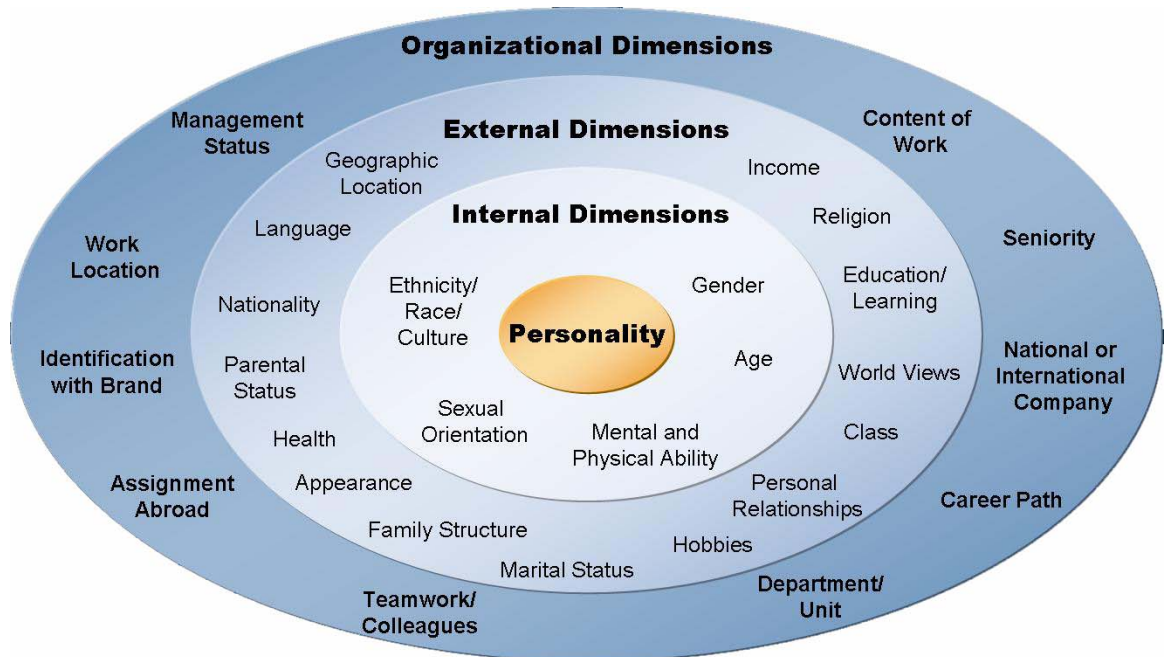 Organizational Dimensions
Management
Status
Content of
Work
Work
Location
Seniority
Identification
with Brand
National or
International
Company
Assignment
Abroad
Career Path
Teamwork/
Colleagues
Department/
Unit
External Dimensions
Geographic
Location
Income
Language
Religion
Nationality
Education/
Learning
Parental
Status
World Views
Health
Class
Appearance
Personal
Relationships
Family Structure
Hobbies
Marital Status
Internal Dimensions
Ethnicity/
Race/
Culture
Gender
Age
Sexual
Orientation
Mental and
Physical Ability
Personality